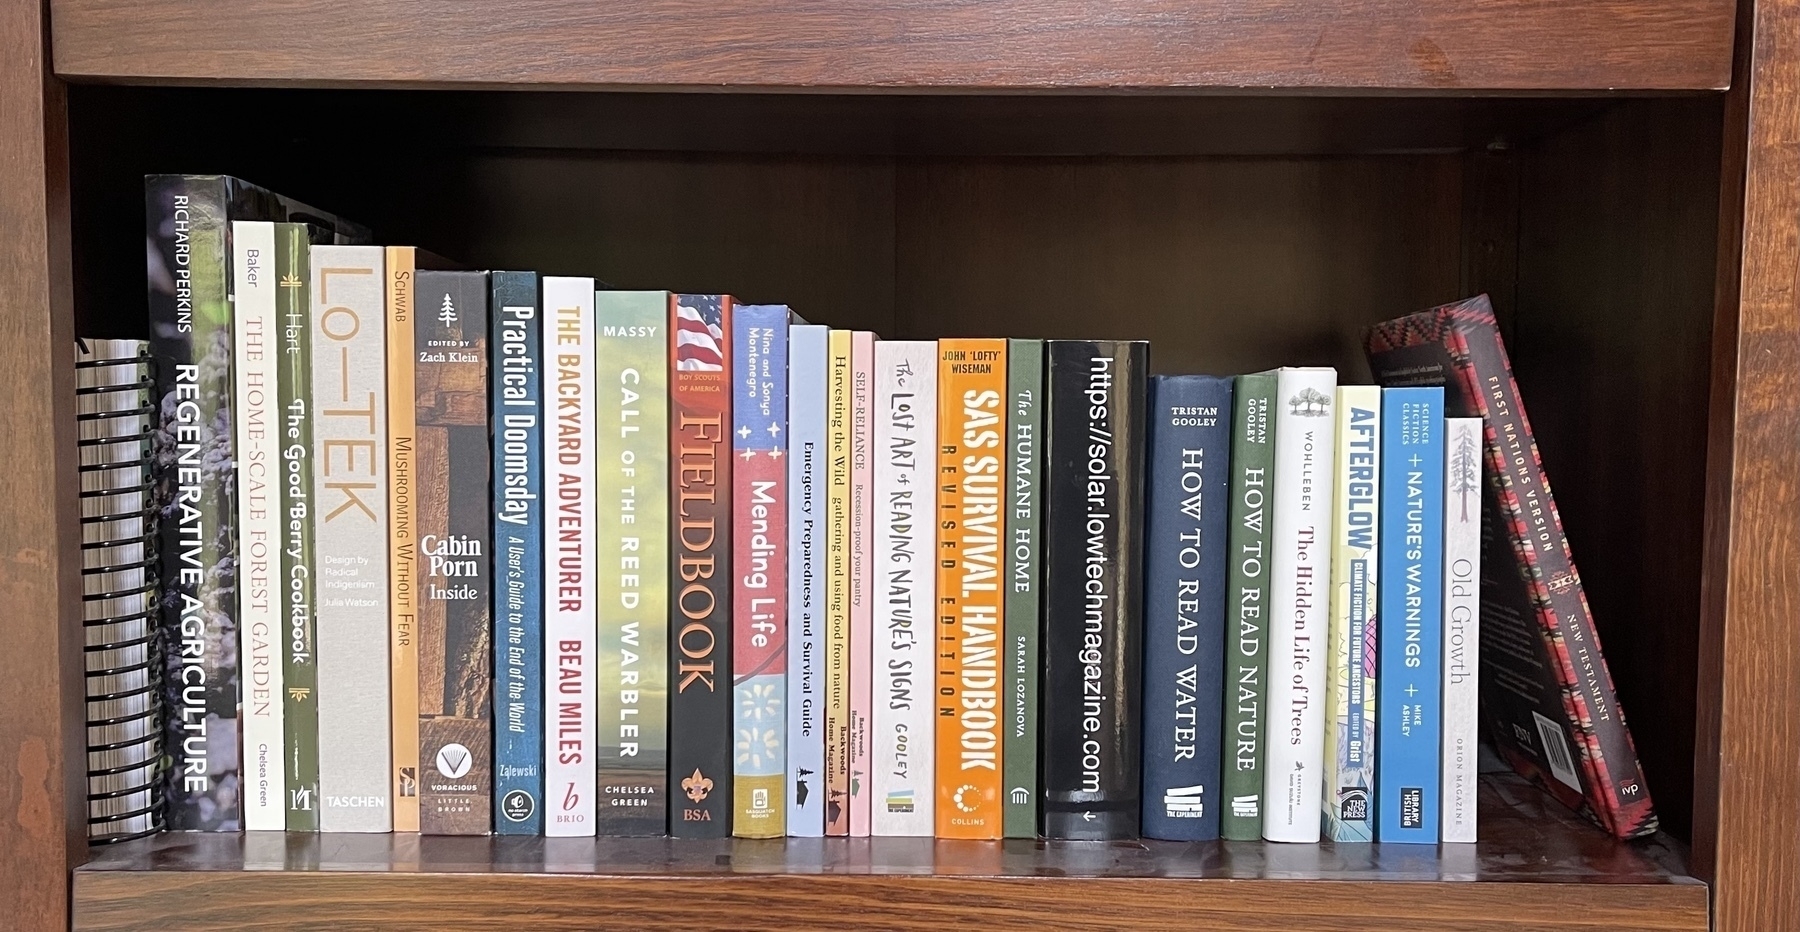 RICHARD PERKINS
REGENERATIVE AGRICULTURE
Baker
THE HOME-SCALE FOREST GARDEN
Chelsea Green
Hart
The Good Berry Cookbook
LO—TEK
Design by
Radical
Indigenism
Julia Watson
TASCHEN
SCHWAB
MUSHROOMING WITHOUT FEAR
EDITED BY
Zach Klein
Cabin
Porn
Inside
VORACIOUS
LITTLE,
BROWN
Practical Doomsday
A User's Guide to the End of the World
Zalewski
THE BACKYARD ADVENTURER
BEAU MILES
b
BRIO
MASSY
CALL OF THE REED WARBLER
CHELSEA
GREEN
BOY SCOUTS
OF AMERICA
FIELDBOOK
BSA
Nina and Sonya
Montenegro
Mending Life
SASQUATCH
BOOKS
Emergency Preparedness and Survival Guide
Harvesting the Wild gathering and using food from nature
Backwoods
Home Magazine
SELF-RELIANCE
Recession-proof your pantry
Backwoods
Home Magazine
The LOST ART of READING NATURE'S SIGNS
GOOLEY
JOHN 'LOFTY'
WISEMAN
SAS SURVIVAL HANDBOOK
REVISED EDITION
COLLINS
The HUMANE HOME
SARAH LOZANOVA
https://solar.lowtechmagazine.com
TRISTAN
GOOLEY
HOW TO READ WATER
THE EXPERIMENT
TRISTAN
GOOLEY
HOW TO READ NATURE
WOHLLEBEN
The Hidden Life of Trees
GREYSTONE
AFTERGLOW
CLIMATE FICTION FOR FUTURE ANCESTORS
EDITED BY Grist
THE NEW
PRESS
SCIENCE
FICTION
CLASSICS
+ NATURE'S WARNINGS +
MIKE
ASHLEY
BRITISH
LIBRARY
Old Growth
ORION MAGAZINE
FIRST NATIONS VERSION
NEW TESTAMENT
ivp